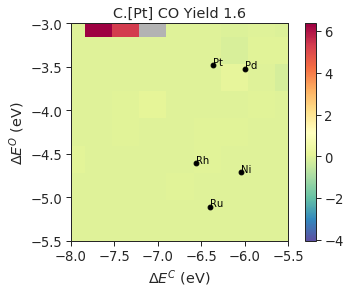 C.[Pt] CO Yield 1.6
−3.0
−3.5
−4.0
−4.5
−5.0
−5.5
ΔE^O (eV)
Pt
Pd
Rh
Ni
Ru
−8.0 −7.5 −7.0 −6.5 −6.0 −5.5
ΔE^C (eV)
6
4
2
0
−2
−4